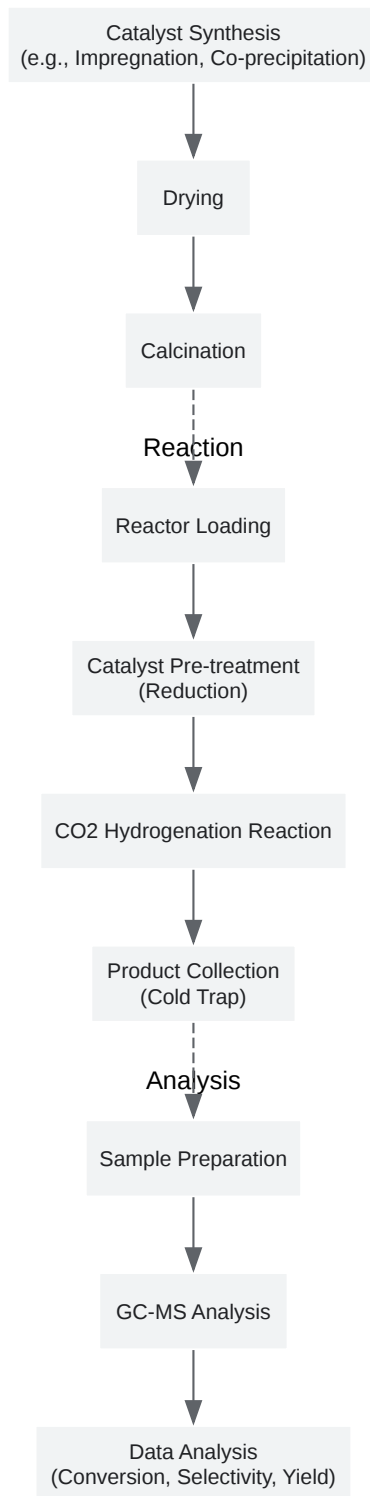 Catalyst Synthesis
(e.g., Impregnation, Co-precipitation)
Drying
Calcination
Reaction
Reactor Loading
Catalyst Pre-treatment
(Reduction)
CO2 Hydrogenation Reaction
Product Collection
(Cold Trap)
Analysis
Sample Preparation
GC-MS Analysis
Data Analysis
(Conversion, Selectivity, Yield)